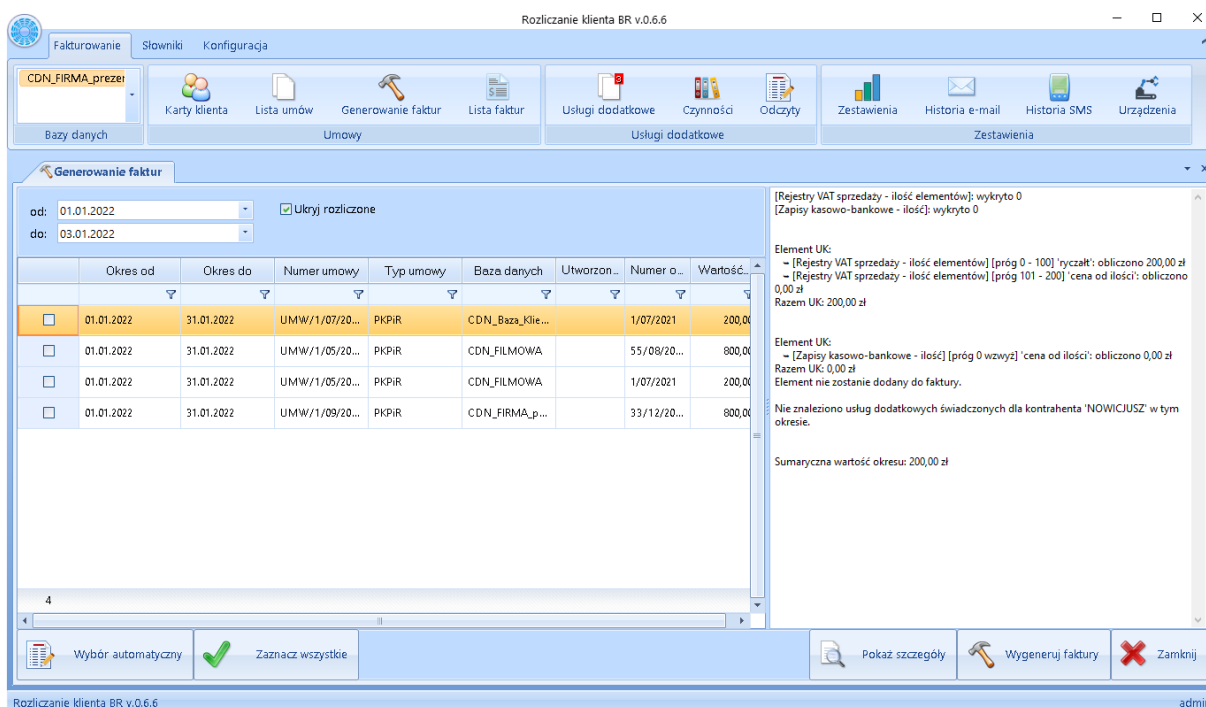 Rozliczanie klienta BR v.0.6.6
Fakturowanie Słowniki Konfiguracja
CDN_FIRMA_prezer
3
Karty klienta Lista umów Generowanie faktur Lista faktur Usługi dodatkowe Czynności Odczyty Zestawienia Historia e-mail Historia SMS Urządzenia
Bazy danych Umowy Usługi dodatkowe Zestawienia
Generowanie faktur
od: 01.01.2022 Ukryj rozliczone
do: 03.01.2022
Okres od Okres do Numer umowy Typ umowy Baza danych Utworzon... Numer o... Wartość...
01.01.2022 31.01.2022 UMW/1/07/20... PKPiR CDN_Baza_Klie... 1/07/2021 200,00
01.01.2022 31.01.2022 UMW/1/05/20... PKPiR CDN_FILMOWA 55/08/20... 800,00
01.01.2022 31.01.2022 UMW/1/05/20... PKPiR CDN_FILMOWA 1/07/2021 200,00
01.01.2022 31.01.2022 UMW/1/09/20... PKPiR CDN_FIRMA_p... 33/12/20... 800,00
4
[Rejestry VAT sprzedaży - ilość elementów]: wykryto 0
[Zapisy kasowo-bankowe - ilość]: wykryto 0
Element UK:
[Rejestry VAT sprzedaży - ilość elementów] [próg 0 - 100] 'ryczałt': obliczono 200,00 zł
[Rejestry VAT sprzedaży - ilość elementów] [próg 101 - 200] 'cena od ilości': obliczono
0,00 zł
Razem UK: 200,00 zł
Element UK:
[Zapisy kasowo-bankowe - ilość] [próg 0 wzwyż] 'cena od ilości': obliczono 0,00 zł
Razem UK: 0,00 zł
Element nie zostanie dodany do faktury.
Nie znaleziono usług dodatkowych świadczonych dla kontrahenta 'NOWICJUSZ' w tym
okresie.
Sumaryczna wartość okresu: 200,00 zł
Wybór automatyczny Zaznacz wszystkie Pokaż szczegóły Wygeneruj faktury Zamknij
Rozliczanie klienta BR v.0.6.6 admin